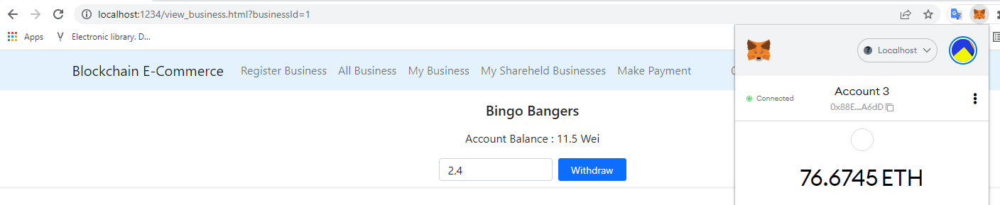 localhost:1234/view_business.html?businessId=1
Apps Electronic library. D...
Localhost
Blockchain E-Commerce Register Business All Business My Business My Shareheld Businesses Make Payment
Connected
Account 3
0x88E...A6dD
Bingo Bangers
Account Balance : 11.5 Wei
2.4 Withdraw
76.6745 ETH